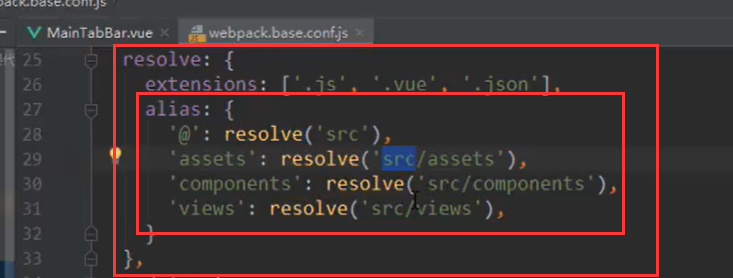 pack.base.conf.js
MainTabBar.vue × webpack.base.conf.js ×
25 resolve: {
26 extensions: ['.js', '.vue', '.json'],
27 alias: {
28 '@': resolve('src'),
29 'assets': resolve('src/assets'),
30 'components': resolve('src/components'),
31 'views': resolve('src/views'),
32 }
33 },